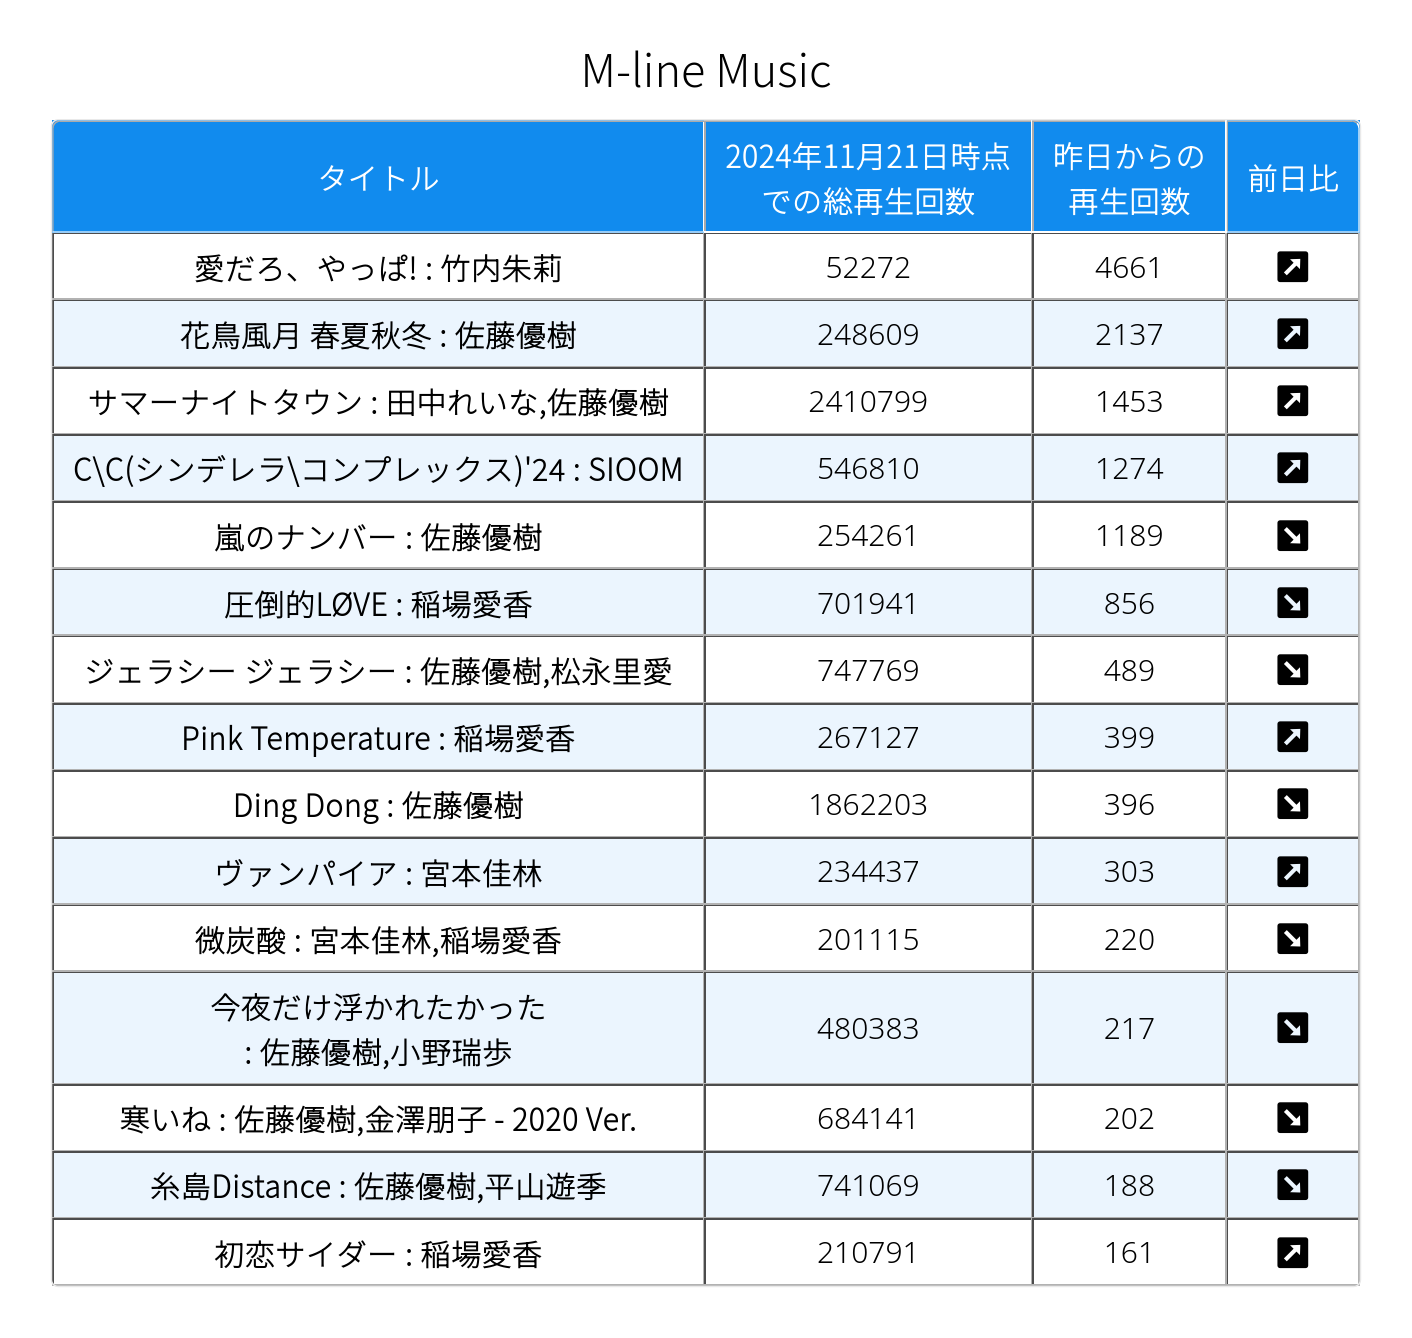 M-line Music
タイトル
2024年11月21日時点
での総再生回数
昨日からの
再生回数
前日比
愛だろ、やっぱ! : 竹内朱莉 52272 4661
花鳥風月 春夏秋冬 : 佐藤優樹 248609 2137
サマーナイトタウン : 田中れいな,佐藤優樹 2410799 1453
C\C(シンデレラ\コンプレックス)'24 : SIOOM 546810 1274
嵐のナンバー : 佐藤優樹 254261 1189
圧倒的LØVE : 稲場愛香 701941 856
ジェラシー ジェラシー : 佐藤優樹,松永里愛 747769 489
Pink Temperature : 稲場愛香 267127 399
Ding Dong : 佐藤優樹 1862203 396
ヴァンパイア : 宮本佳林 234437 303
微炭酸 : 宮本佳林,稲場愛香 201115 220
今夜だけ浮かれたかった
: 佐藤優樹,小野瑞歩 480383 217
寒いね : 佐藤優樹,金澤朋子 - 2020 Ver. 684141 202
糸島Distance : 佐藤優樹,平山遊季 741069 188
初恋サイダー : 稲場愛香 210791 161